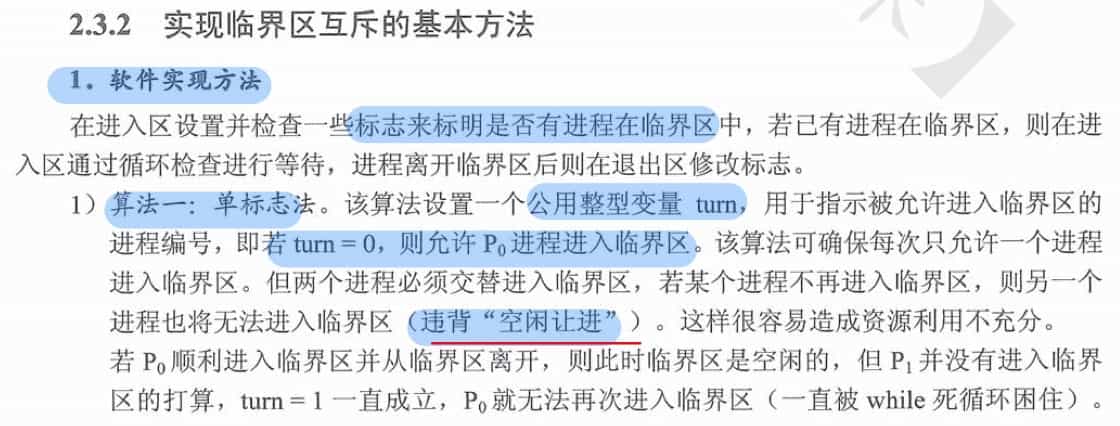 2.3.2 实现临界区互斥的基本方法
1. 软件实现方法
在进入区设置并检查一些标志来标明是否有进程在临界区中，若已有进程在临界区，则在进
入区通过循环检查进行等待，进程离开临界区后则在退出区修改标志。
1）算法一：单标志法。该算法设置一个公用整型变量 turn，用于指示被允许进入临界区的
进程编号，即若 turn = 0，则允许 P₀ 进程进入临界区。该算法可确保每次只允许一个进程
进入临界区。但两个进程必须交替进入临界区，若某个进程不再进入临界区，则另一个
进程也将无法进入临界区（违背“空闲让进”）。这样很容易造成资源利用不充分。
若 P₀ 顺利进入临界区并从临界区离开，则此时临界区是空闲的，但 P₁ 并没有进入临界
区的打算，turn = 1 一直成立，P₀ 就无法再次进入临界区（一直被 while 死循环困住）。